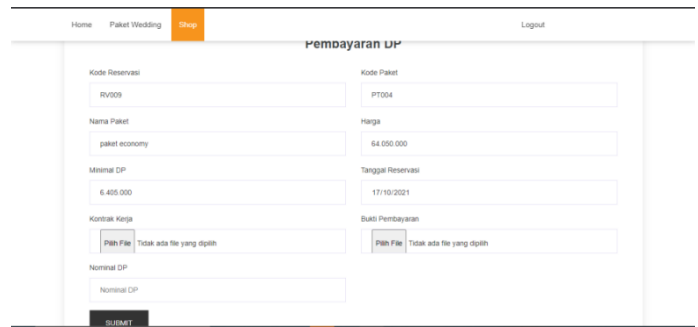 Home Paket Wedding Shop Logout
Pembayaran DP
Kode Reservasi Kode Paket
RV009 PT004
Nama Paket Harga
paket economy 64.050.000
Minimal DP Tanggal Reservasi
6.405.000 17/10/2021
Kontrak Kerja Bukti Pembayaran
Pilih File Tidak ada file yang dipilih Pilih File Tidak ada file yang dipilih
Nominal DP
Nominal DP
SUBMIT